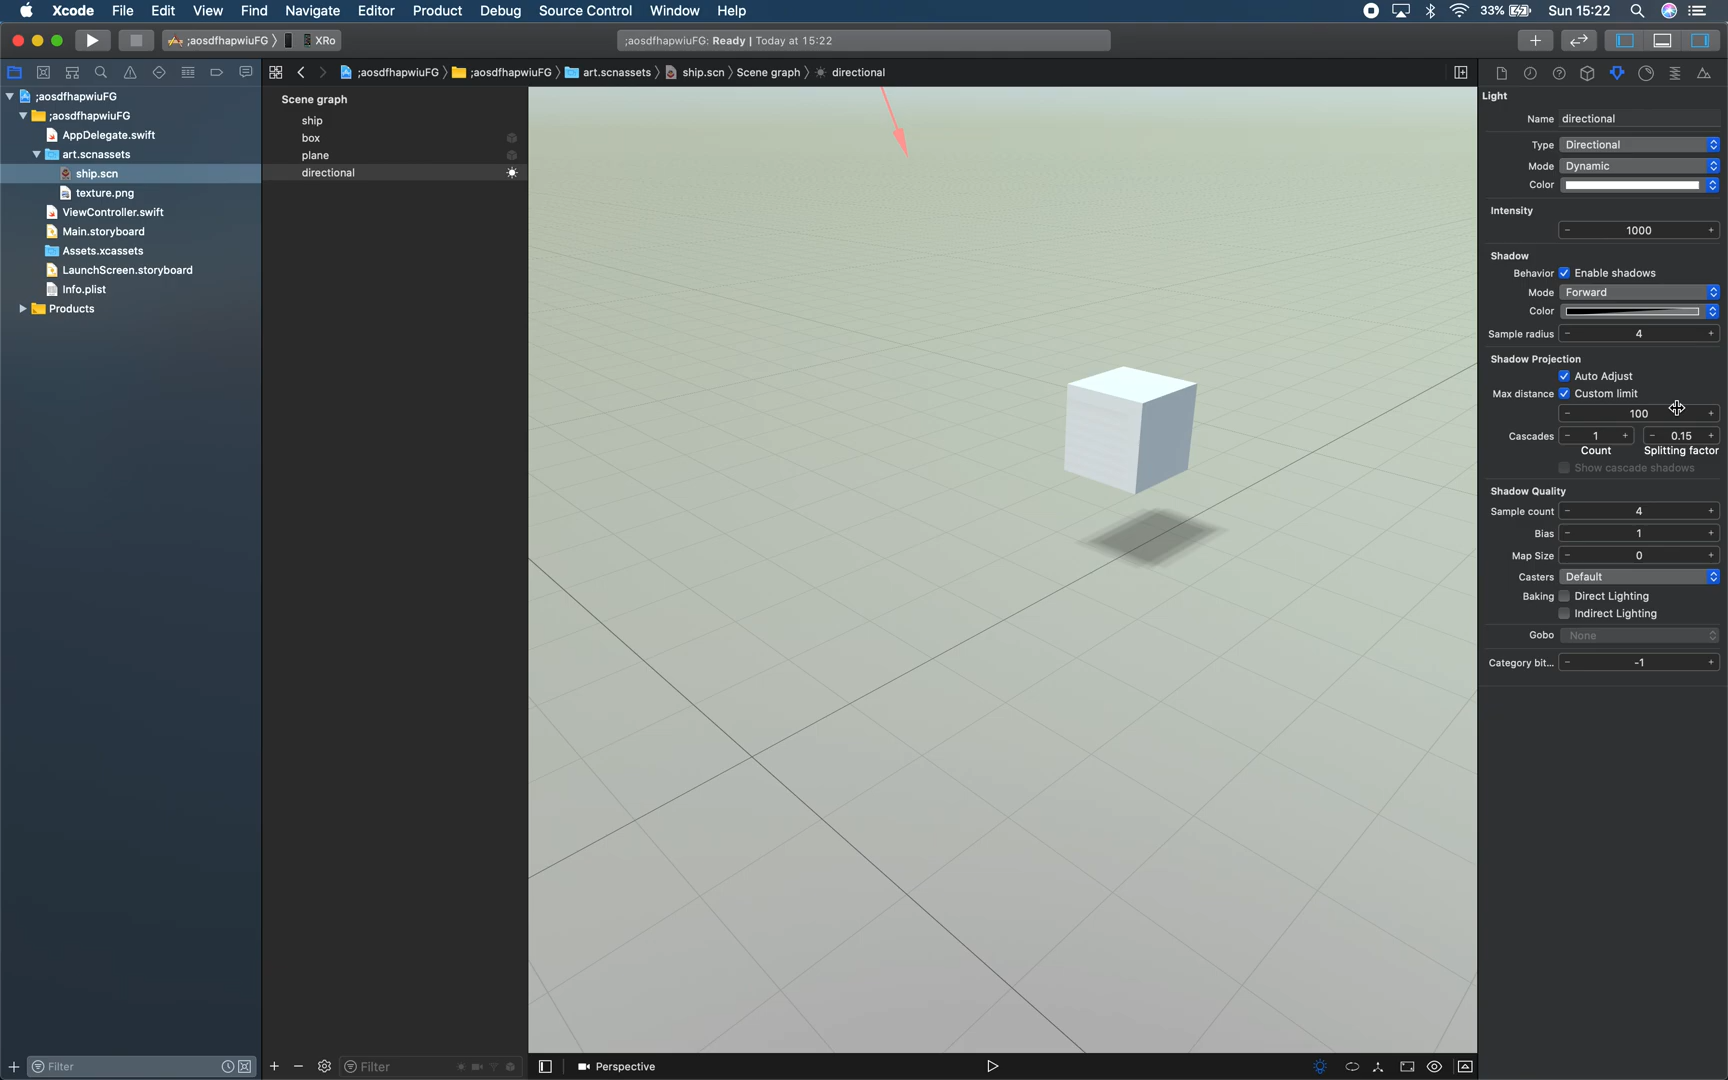 Xcode File Edit View Find Navigate Editor Product Debug Source Control Window Help 33% Sun 15:22
;aosdfhapwiuFG XRo ;aosdfhapwiuFG: Ready | Today at 15:22
;aosdfhapwiuFG ;aosdfhapwiuFG art.scnassets ship.scn Scene graph directional
;aosdfhapwiuFG
;aosdfhapwiuFG
AppDelegate.swift
art.scnassets
ship.scn
texture.png
ViewController.swift
Main.storyboard
Assets.xcassets
LaunchScreen.storyboard
Info.plist
Products
Filter
Scene graph
ship
box
plane
directional
Filter
Perspective
Light
Name directional
Type Directional
Mode Dynamic
Color
Intensity
1000
Shadow
Behavior Enable shadows
Mode Forward
Color
Sample radius 4
Shadow Projection
Auto Adjust
Max distance Custom limit
100
Cascades 1 0.15
Count Splitting factor
Show cascade shadows
Shadow Quality
Sample count 4
Bias 1
Map Size 0
Casters Default
Baking Direct Lighting
Indirect Lighting
Gobo None
Category bit... -1